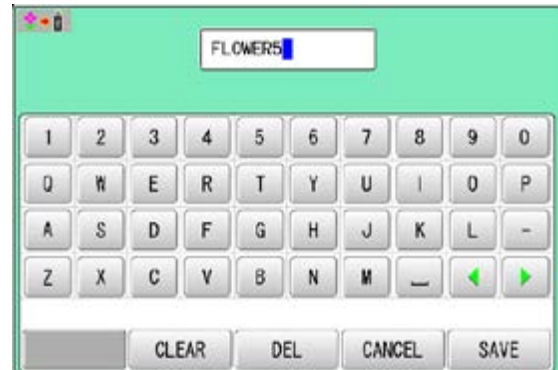 FLOWER5
1 2 3 4 5 6 7 8 9 0
Q W E R T Y U I O P
A S D F G H J K L -
Z X C V B N M _
CLEAR DEL CANCEL SAVE